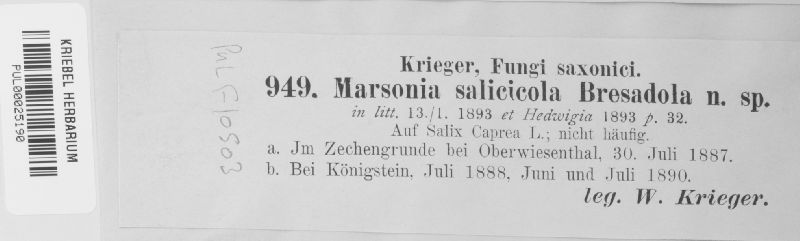 KRIEBEL HERBARIUM
PUL00025190
PUL F10503
Krieger, Fungi saxonici.
949. Marsonia salicicola Bresadola n. sp.
in litt. 13./1. 1893 et Hedwigia 1893 p. 32.
Auf Salix Caprea L.; nicht häufig.
a. Jm Zechengrunde bei Oberwiesenthal, 30. Juli 1887.
b. Bei Königstein, Juli 1888, Juni und Juli 1890.
leg. W. Krieger.